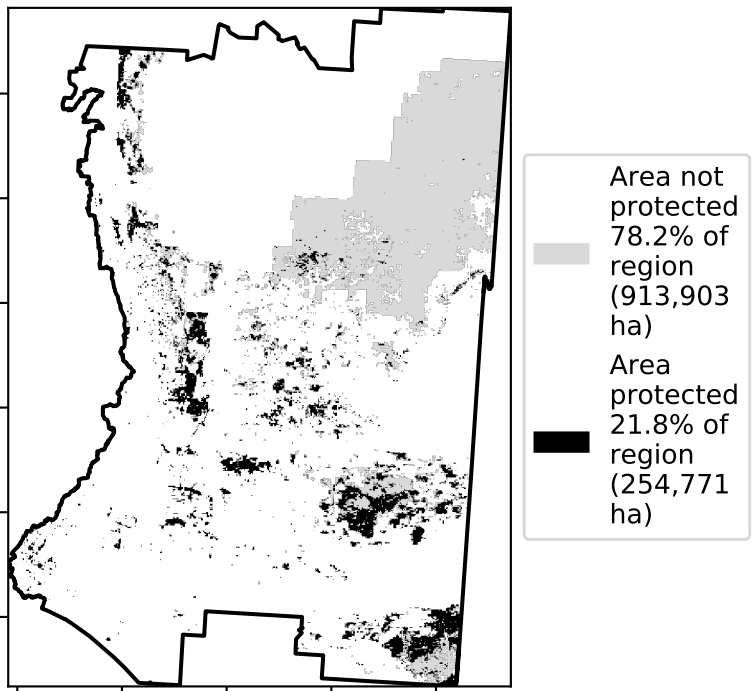 Area not
protected
78.2% of
region
(913,903
ha)
Area
protected
21.8% of
region
(254,771
ha)